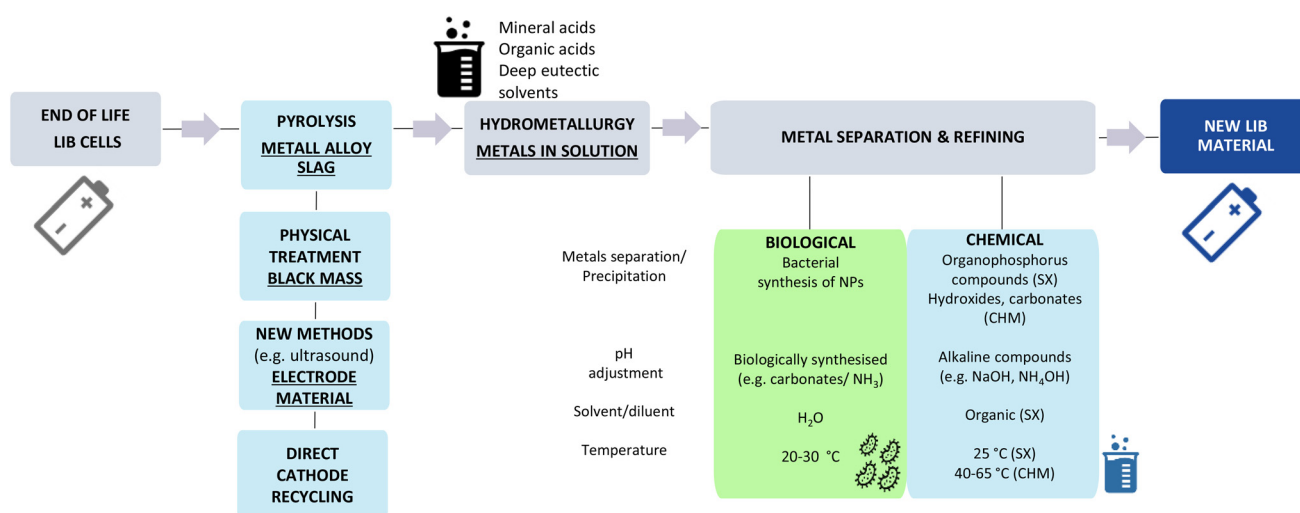 Mineral acids
Organic acids
Deep eutectic
solvents
END OF LIFE
LIB CELLS
PYROLYSIS
METALL ALLOY
SLAG
HYDROMETALLURGY
METALS IN SOLUTION
METAL SEPARATION & REFINING
NEW LIB
MATERIAL
PHYSICAL
TREATMENT
BLACK MASS
NEW METHODS
(e.g. ultrasound)
ELECTRODE
MATERIAL
DIRECT
CATHODE
RECYCLING
Metals separation/
Precipitation
pH
adjustment
Solvent/diluent
Temperature
BIOLOGICAL
Bacterial
synthesis of NPs
Biologically synthesised
(e.g. carbonates/ NH₃)
H₂O
20-30 °C
CHEMICAL
Organophosphorus
compounds (SX)
Hydroxides, carbonates
(CHM)
Alkaline compounds
(e.g. NaOH, NH₄OH)
Organic (SX)
25 °C (SX)
40-65 °C (CHM)